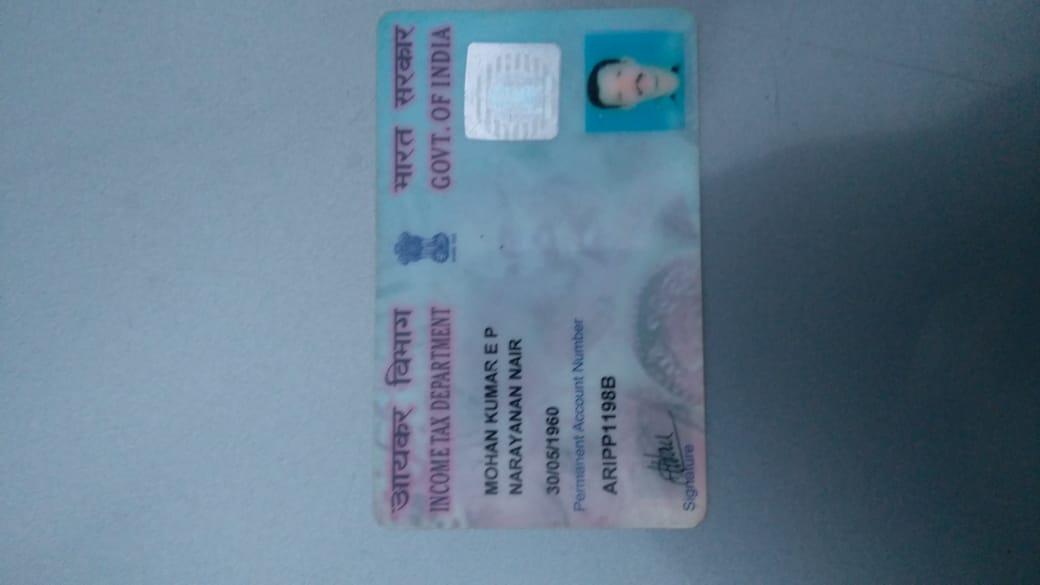 आयकर विभाग भारत सरकार
INCOME TAX DEPARTMENT GOVT. OF INDIA
MOHAN KUMAR E P
NARAYANAN NAIR
30/05/1960
Permanent Account Number
ARIPP1198B
Signature